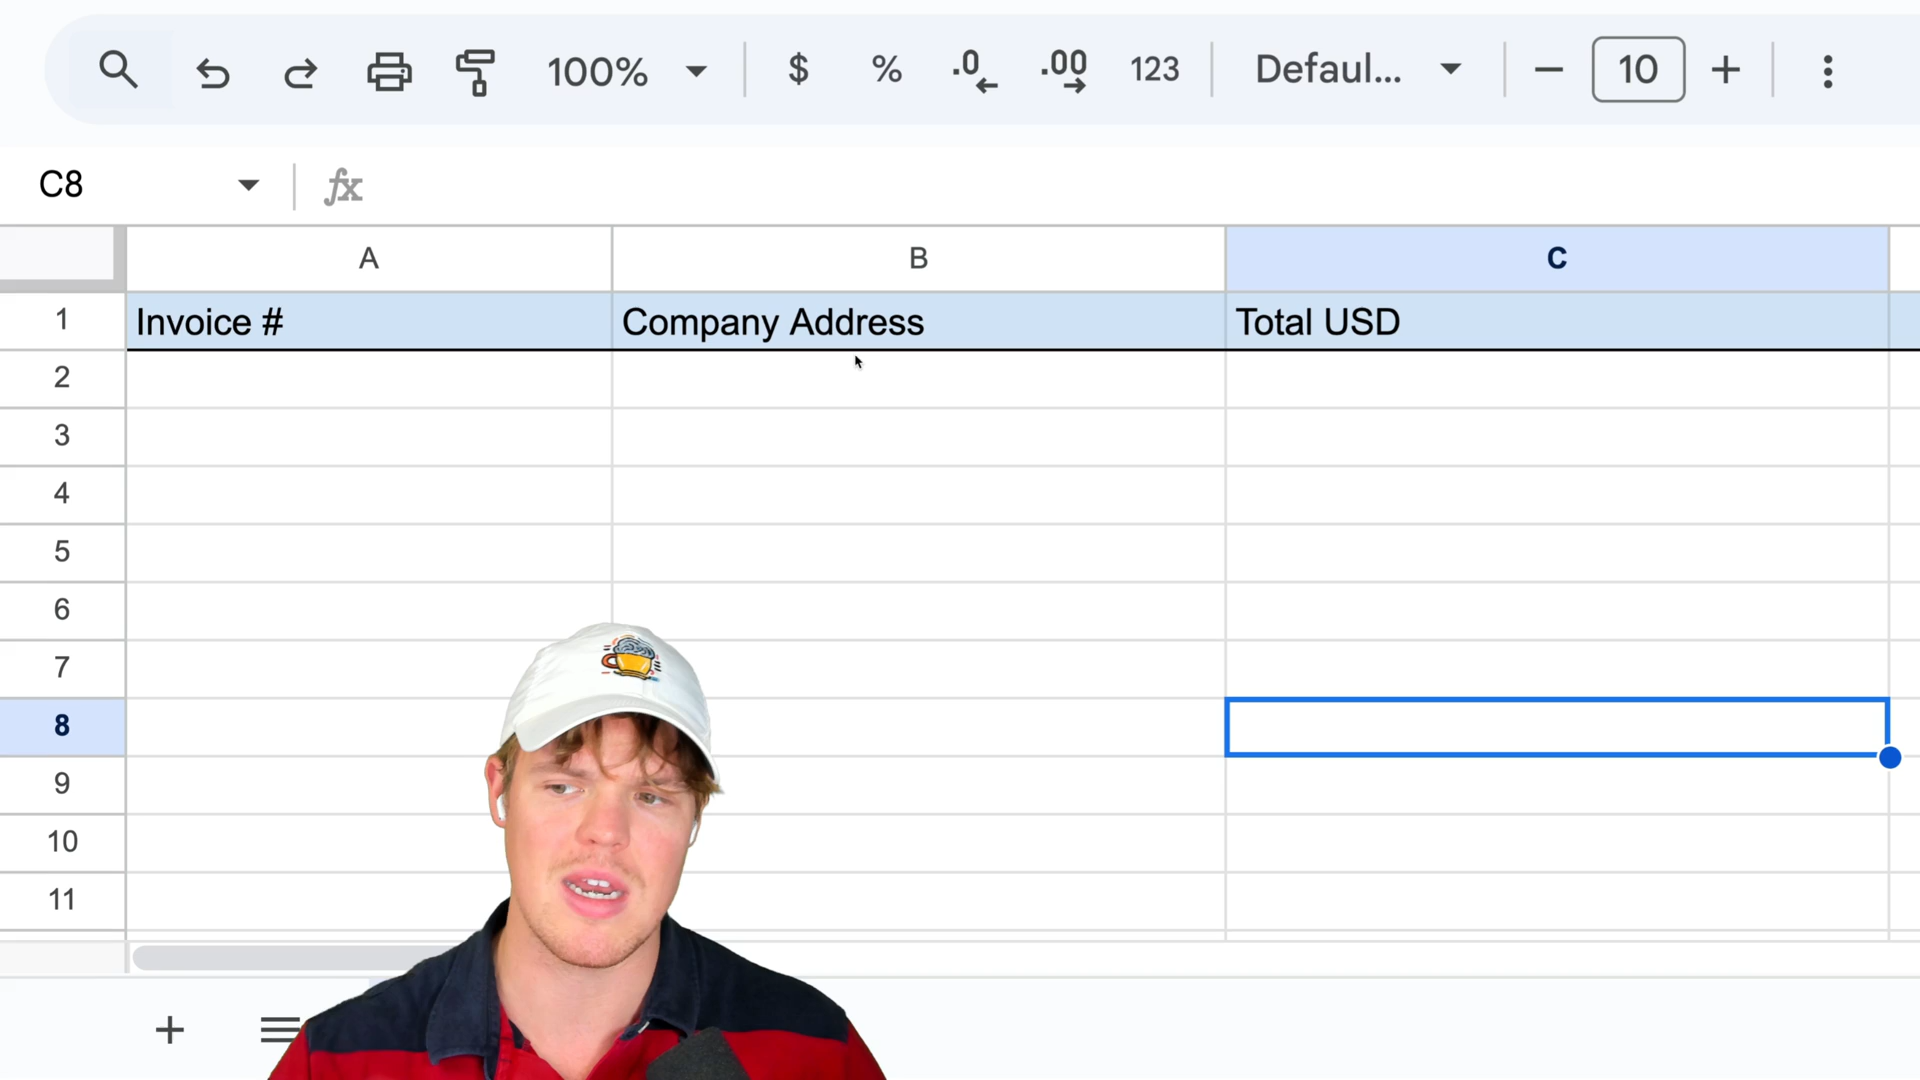 100% $ % .0 .00 123 Defaul... 10
C8 fx
A B C
1 Invoice # Company Address Total USD
2
3
4
5
6
7
8
9
10
11